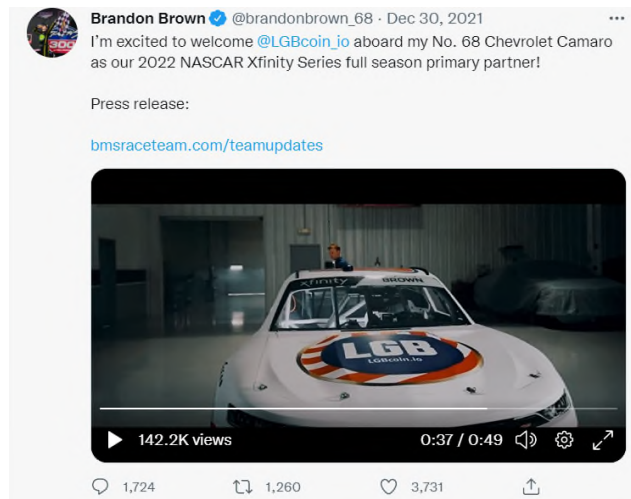 Brandon Brown @brandonbrown_68 · Dec 30, 2021
I'm excited to welcome @LGBcoin_io aboard my No. 68 Chevrolet Camaro
as our 2022 NASCAR Xfinity Series full season primary partner!
Press release:
bmsraceteam.com/teamupdates
300
xfinity BROWN
LGB
LGBcoin.io
142.2K views 0:37 / 0:49
1,724 1,260 3,731